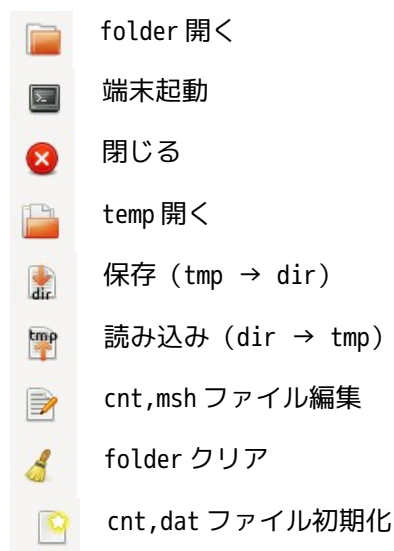 folder 開く
端末起動
閉じる
temp 開く
dir 保存 (tmp → dir)
tmp 読み込み (dir → tmp)
cnt,msh ファイル編集
folder クリア
cnt,dat ファイル初期化